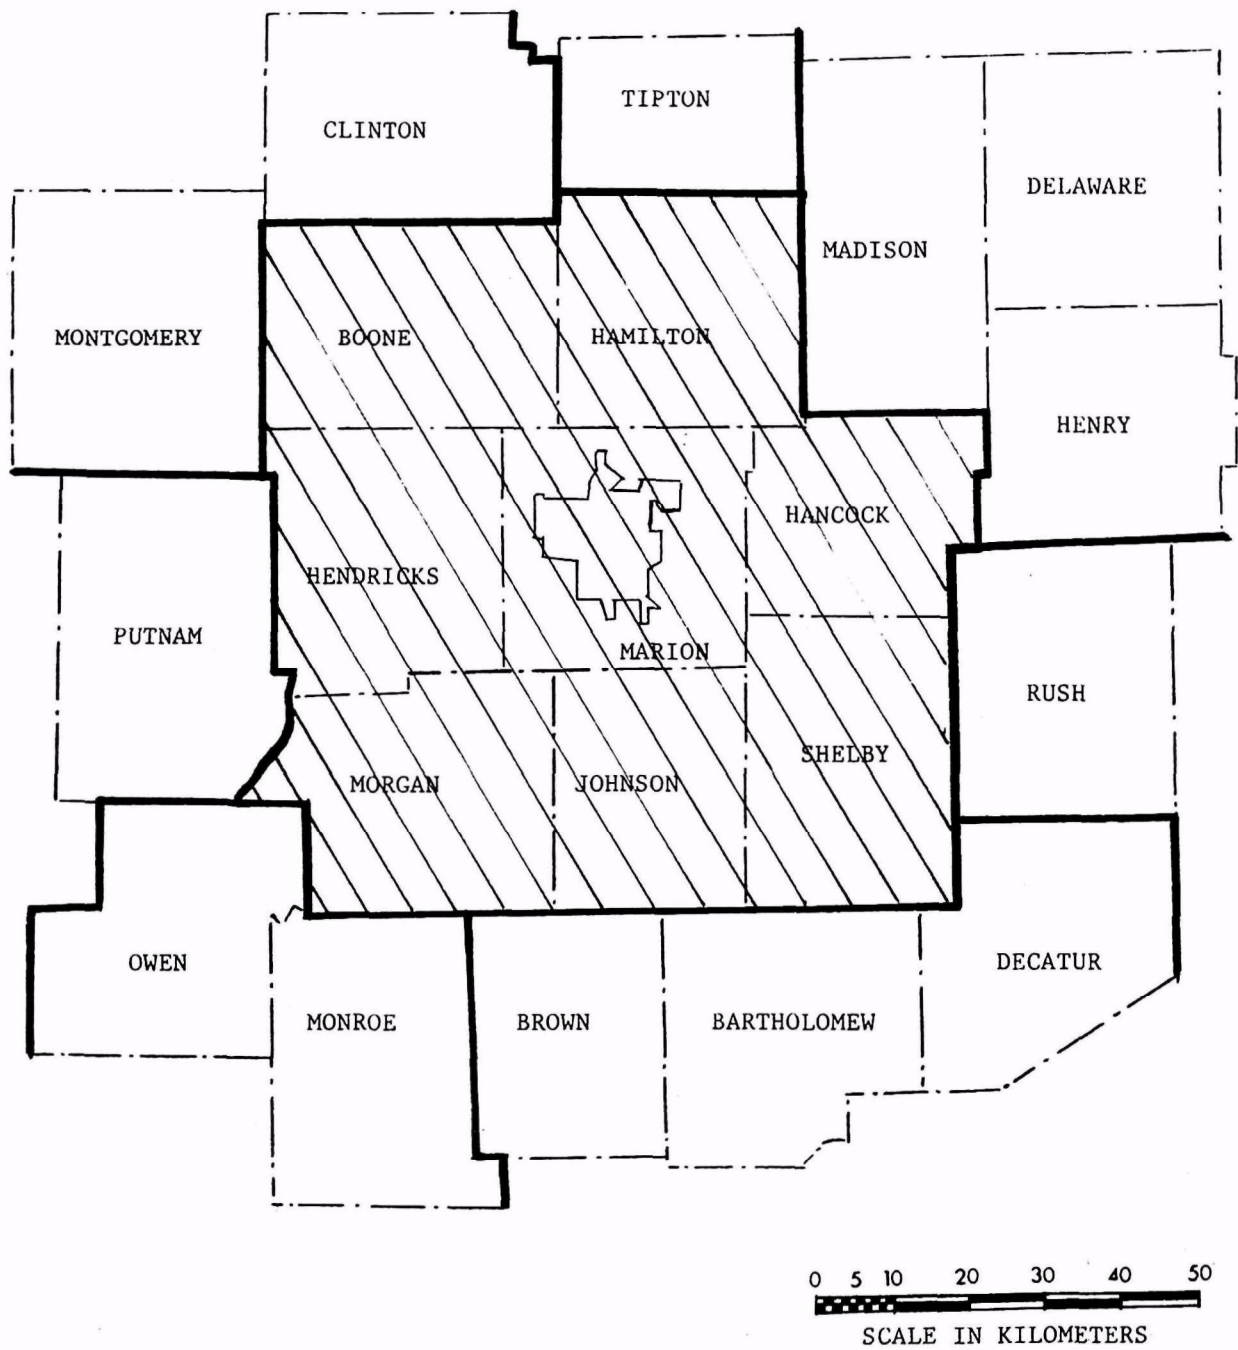 TIPTON
CLINTON
DELAWARE
MADISON
MONTGOMERY
BOONE
HAMILTON
HENRY
HANCOCK
HENDRICKS
PUTNAM
MARION
RUSH
SHELBY
MORGAN
JOHNSON
OWEN
DECATUR
MONROE
BROWN
BARTHOLOMEW
0 5 10 20 30 40 50
SCALE IN KILOMETERS